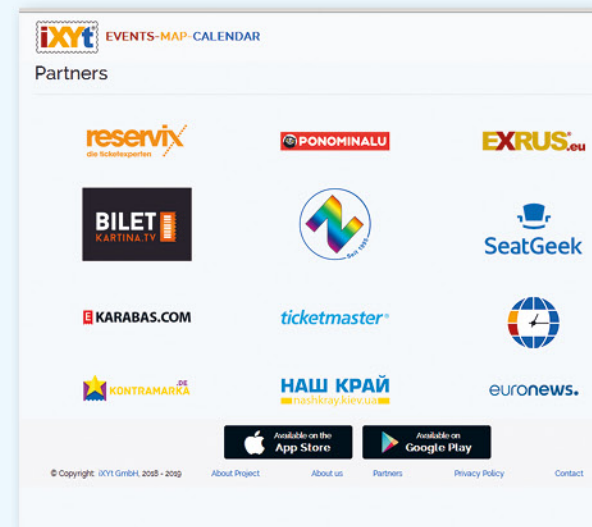 iXYt EVENTS-MAP-CALENDAR
Partners
reservix
die ticketexperten
PONOMINALU
EXRUS.eu
BILET
KARTINA.TV
Seit 1995
SeatGeek
E KARABAS.COM
ticketmaster®
KONTRAMARKA.DE
НАШ КРАЙ
nashkray.kiev.ua
euronews.
Available on the
App Store
Available on
Google Play
© Copyright: iXYt GmbH, 2018 - 2019 About Project About us Partners Privacy Policy Contact